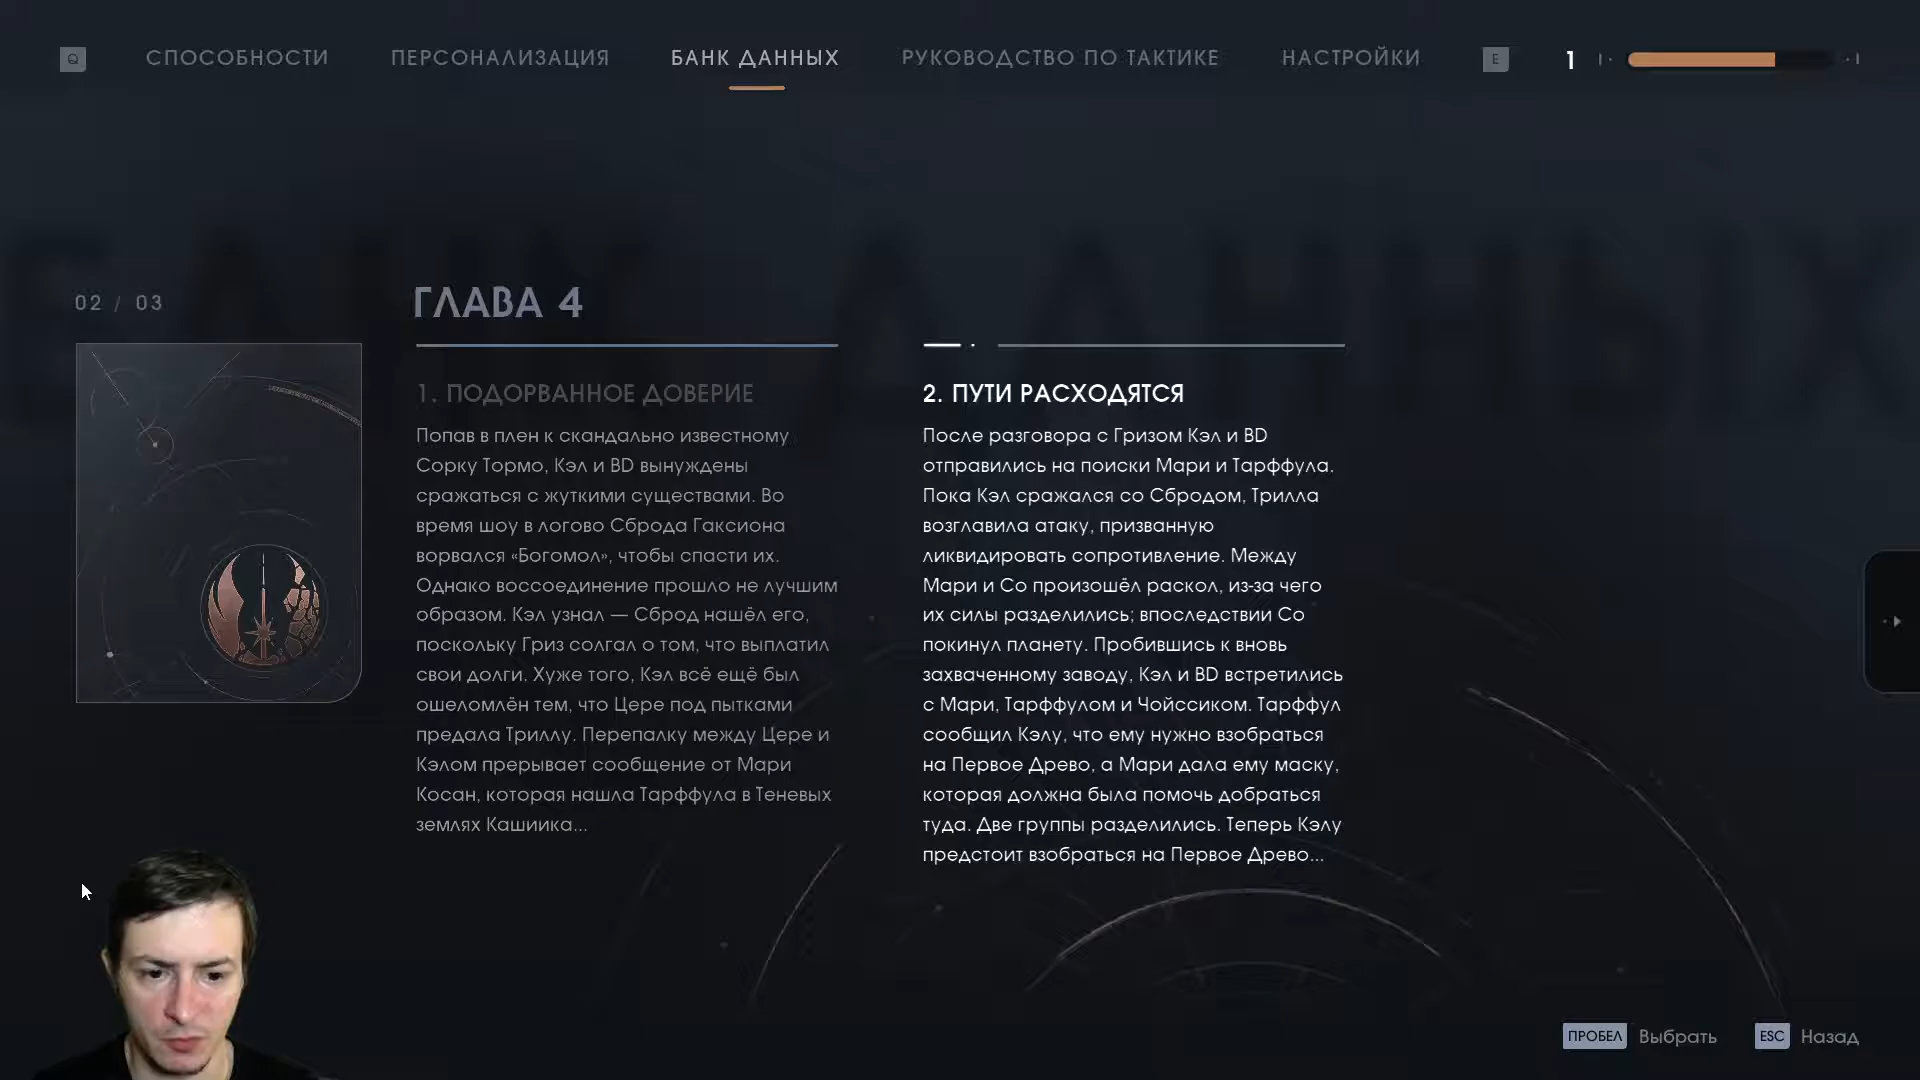 Q СПОСОБНОСТИ ПЕРСОНАЛИЗАЦИЯ БАНК ДАННЫХ РУКОВОДСТВО ПО ТАКТИКЕ НАСТРОЙКИ E 1
БАНК ДАННЫХ
02 / 03
ГЛАВА 4
1. ПОДОРВАННОЕ ДОВЕРИЕ
Попав в плен к скандально известному
Сорку Тормо, Кэл и BD вынуждены
сражаться с жуткими существами. Во
время шоу в логово Сброда Гаксиона
ворвался «Богомол», чтобы спасти их.
Однако воссоединение прошло не лучшим
образом. Кэл узнал — Сброд нашёл его,
поскольку Гриз солгал о том, что выплатил
свои долги. Хуже того, Кэл всё ещё был
ошеломлён тем, что Цере под пытками
предала Триллу. Перепалку между Цере и
Кэлом прерывает сообщение от Мари
Косан, которая нашла Тарффула в Теневых
землях Кашиика...
2. ПУТИ РАСХОДЯТСЯ
После разговора с Гризом Кэл и BD
отправились на поиски Мари и Тарффула.
Пока Кэл сражался со Сбродом, Трилла
возглавила атаку, призванную
ликвидировать сопротивление. Между
Мари и Со произошёл раскол, из-за чего
их силы разделились; впоследствии Со
покинул планету. Пробившись к вновь
захваченному заводу, Кэл и BD встретились
с Мари, Тарффулом и Чойссиком. Тарффул
сообщил Кэлу, что ему нужно взобраться
на Первое Древо, а Мари дала ему маску,
которая должна была помочь добраться
туда. Две группы разделились. Теперь Кэлу
предстоит взобраться на Первое Древо...
ПРОБЕЛ Выбрать ESC Назад